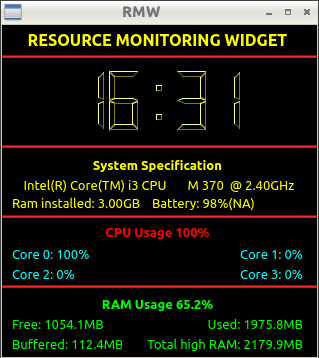 RMW
RESOURCE MONITORING WIDGET
16:31
System Specification
Intel(R) Core(TM) i3 CPU M 370 @ 2.40GHz
Ram installed: 3.00GB Battery: 98%(NA)
CPU Usage 100%
Core 0: 100% Core 1: 0%
Core 2: 0% Core 3: 0%
RAM Usage 65.2%
Free: 1054.1MB Used: 1975.8MB
Buffered: 112.4MB Total high RAM: 2179.9MB